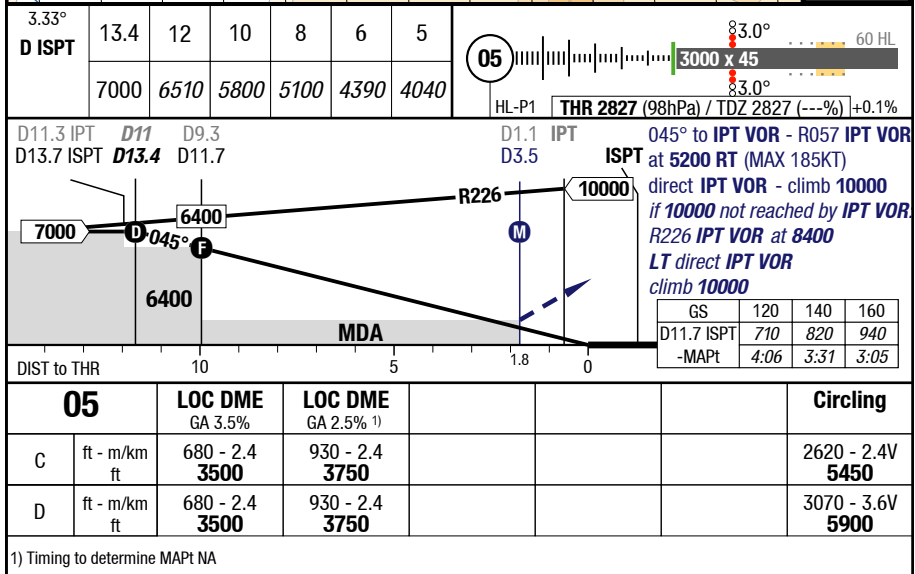 3.33°
D ISPT
13.4 12 10 8 6 5
7000 6510 5800 5100 4390 4040
05
3000 x 45
3.0°
3.0°
60 HL
HL-P1
THR 2827 (98hPa) / TDZ 2827 (---%) +0.1%
D11.3 IPT D11 D9.3 D1.1 IPT
D13.7 ISPT D13.4 D11.7 D3.5 ISPT
045° to IPT VOR - R057 IPT VOR
at 5200 RT (MAX 185KT)
direct IPT VOR - climb 10000
if 10000 not reached by IPT VOR:
R226 IPT VOR at 8400
LT direct IPT VOR
climb 10000
R226
10000
7000
6400
D
045°
F
M
6400
MDA
GS 120 140 160
D11.7 ISPT 710 820 940
-MAPt 4:06 3:31 3:05
DIST to THR 10 5 1.8 0
05 LOC DME LOC DME Circling
GA 3.5% GA 2.5% 1)
C ft - m/km 680 - 2.4 930 - 2.4 2620 - 2.4V
ft 3500 3750 5450
D ft - m/km 680 - 2.4 930 - 2.4 3070 - 3.6V
ft 3500 3750 5900
1) Timing to determine MAPt NA